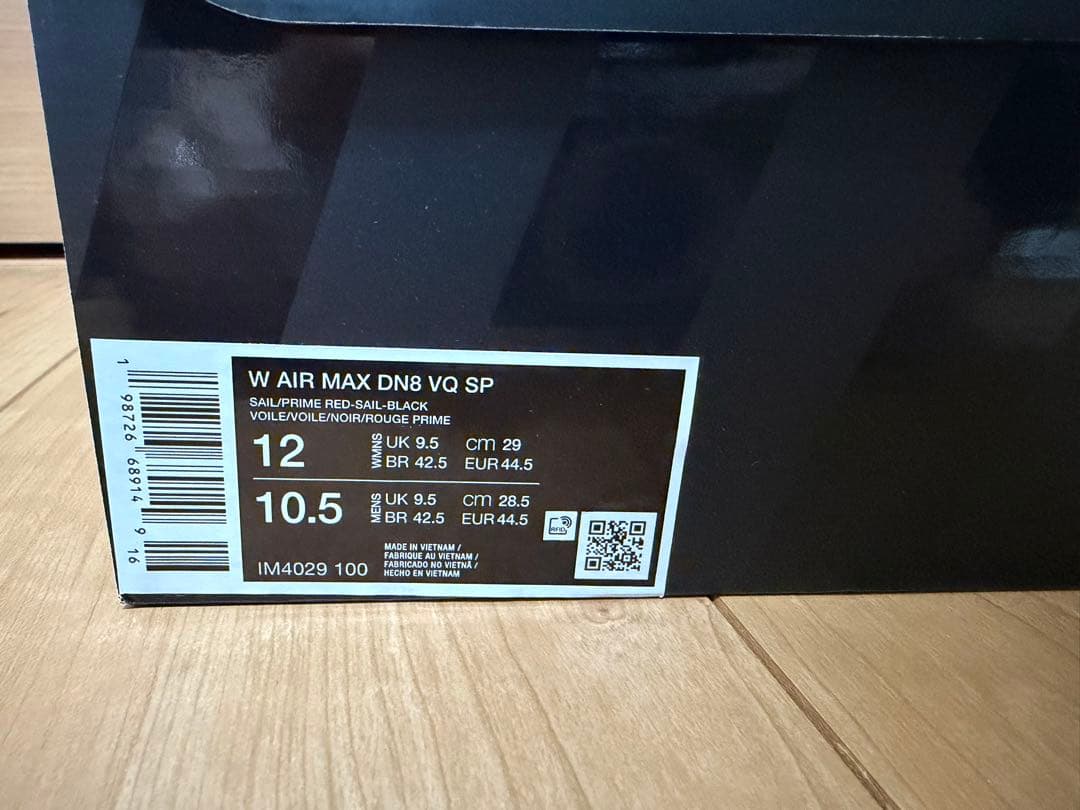 W AIR MAX DN8 VQ SP
SAIL/PRIME RED-SAIL-BLACK
VOILE/VOILE/NOIR/ROUGE PRIME
12 WMNS UK 9.5 cm 29
BR 42.5 EUR 44.5
10.5 MENS UK 9.5 cm 28.5
BR 42.5 EUR 44.5
RFID
MADE IN VIETNAM /
FABRIQUE AU VIETNAM /
FABRICADO NO VIETNÃ /
HECHO EN VIETNAM
IM4029 100
1 98726 68914 9 16